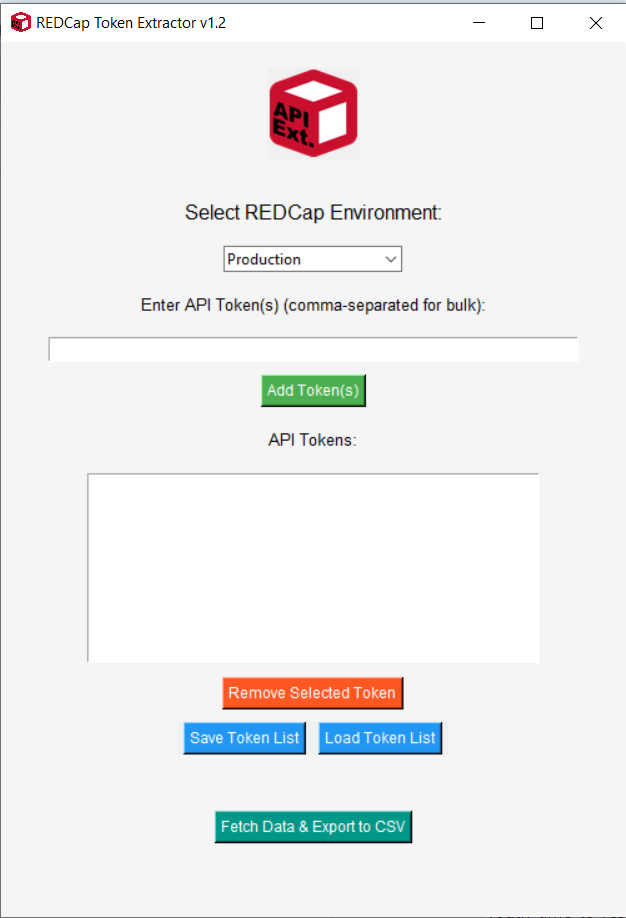 REDCap Token Extractor v1.2
API
Ext.
Select REDCap Environment:
Production
Enter API Token(s) (comma-separated for bulk):
Add Token(s)
API Tokens:
Remove Selected Token
Save Token List Load Token List
Fetch Data & Export to CSV